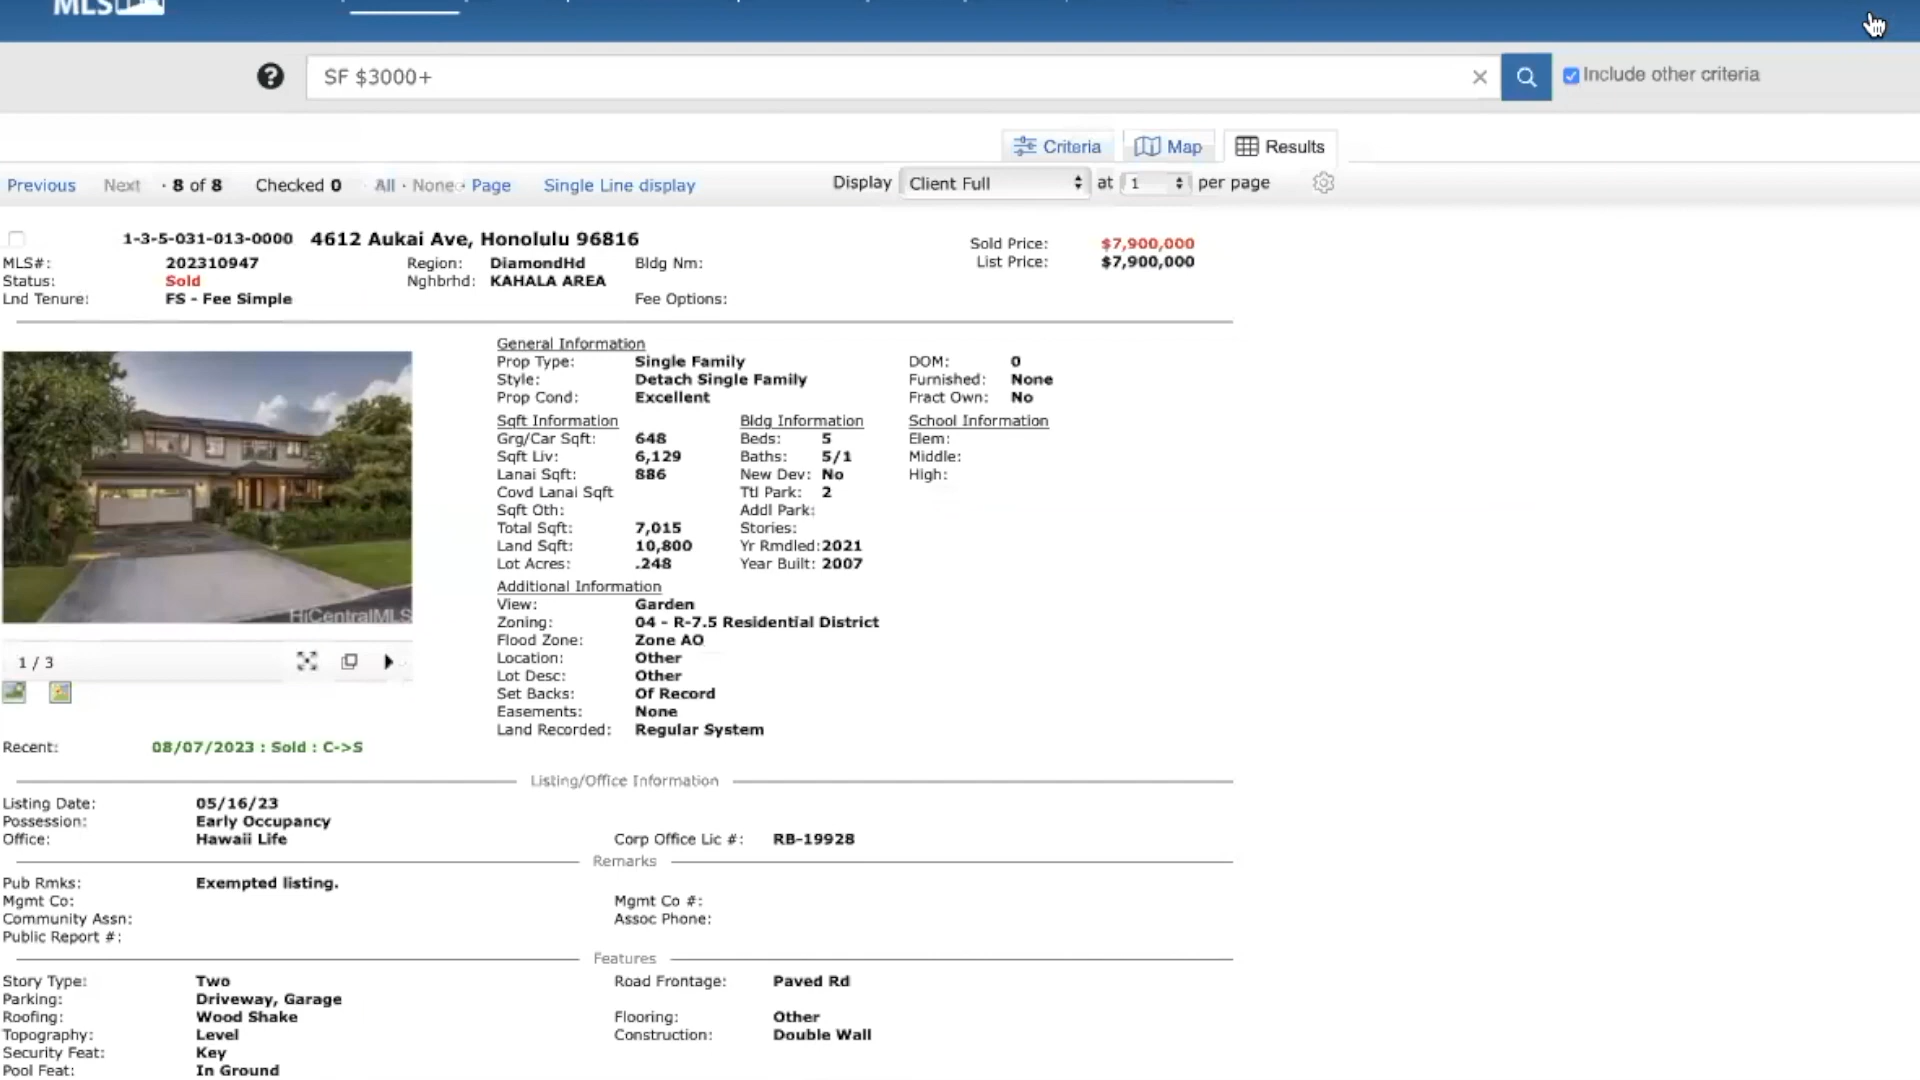 MLS
SF $3000+
Include other criteria
Criteria Map Results
Previous Next · 8 of 8 Checked 0 All · None · Page Single Line display Display Client Full at 1 per page
1-3-5-031-013-0000 4612 Aukai Ave, Honolulu 96816
Sold Price: $7,900,000
List Price: $7,900,000
MLS#: 202310947 Region: DiamondHd Bldg Nm:
Status: Sold Nghbrhd: KAHALA AREA
Lnd Tenure: FS - Fee Simple Fee Options:
General Information
Prop Type: Single Family DOM: 0
Style: Detach Single Family Furnished: None
Prop Cond: Excellent Fract Own: No
Sqft Information Bldg Information School Information
Grg/Car Sqft: 648 Beds: 5 Elem:
Sqft Liv: 6,129 Baths: 5/1 Middle:
Lanai Sqft: 886 New Dev: No High:
Covd Lanai Sqft Ttl Park: 2
Sqft Oth: Addl Park:
Total Sqft: 7,015 Stories:
Land Sqft: 10,800 Yr Rmdled: 2021
Lot Acres: .248 Year Built: 2007
Additional Information
View: Garden
Zoning: 04 - R-7.5 Residential District
Flood Zone: Zone AO
Location: Other
Lot Desc: Other
Set Backs: Of Record
Easements: None
Land Recorded: Regular System
HiCentralMLS
1 / 3
Recent: 08/07/2023 : Sold : C->S
Listing/Office Information
Listing Date: 05/16/23
Possession: Early Occupancy
Office: Hawaii Life Corp Office Lic #: RB-19928
Remarks
Pub Rmks: Exempted listing.
Mgmt Co: Mgmt Co #:
Community Assn: Assoc Phone:
Public Report #:
Features
Story Type: Two Road Frontage: Paved Rd
Parking: Driveway, Garage
Roofing: Wood Shake Flooring: Other
Topography: Level Construction: Double Wall
Security Feat: Key
Pool Feat: In Ground